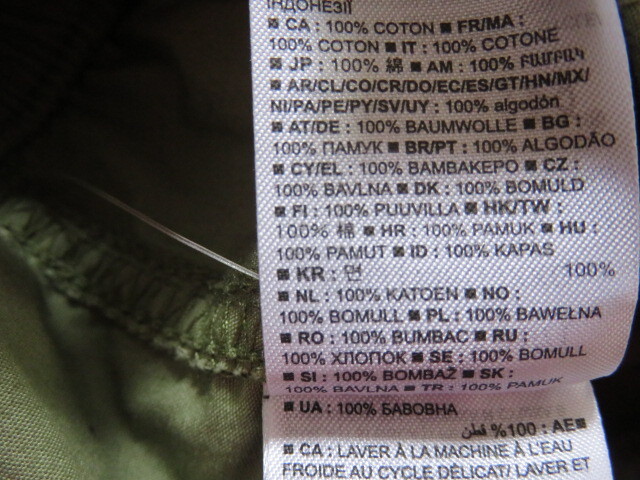 ІНДОНЕЗІЇ
■ CA : 100% COTON ■ FR/MA :
100% COTON ■ IT : 100% COTONE
■ JP : 100% 綿 ■ AM : 100% ԲԱՄԲԱԿ
■ AR/CL/CO/CR/DO/EC/ES/GT/HN/MX/
NI/PA/PE/PY/SV/UY : 100% algodón
■ AT/DE : 100% BAUMWOLLE ■ BG :
100% ПАМУК ■ BR/PT : 100% ALGODÃO
■ CY/EL : 100% ΒΑΜΒΑΚΕΡΟ ■ CZ :
100% BAVLNA ■ DK : 100% BOMULD
■ FI : 100% PUUVILLA ■ HK/TW :
100% 棉 ■ HR : 100% PAMUK ■ HU :
100% PAMUT ■ ID : 100% KAPAS
■ KR : 면 100%
■ NL : 100% KATOEN ■ NO :
100% BOMULL ■ PL : 100% BAWEŁNA
■ RO : 100% BUMBAC ■ RU :
100% ХЛОПОК ■ SE : 100% BOMULL
■ SI : 100% BOMBAŽ ■ SK :
100% BAVLNA ■ TR : 100% PAMUK
■ UA : 100% БАВОВНА
■AE : 100% قطن
■ CA : LAVER À LA MACHINE À L'EAU
FROIDE AU CYCLE DÉLICAT/ LAVER ET